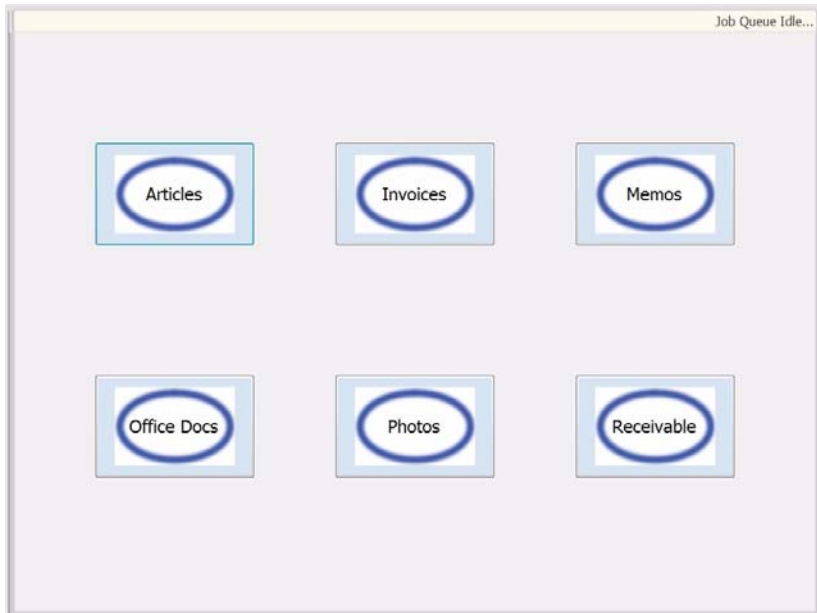 Job Queue Idle...
Articles
Invoices
Memos
Office Docs
Photos
Receivable